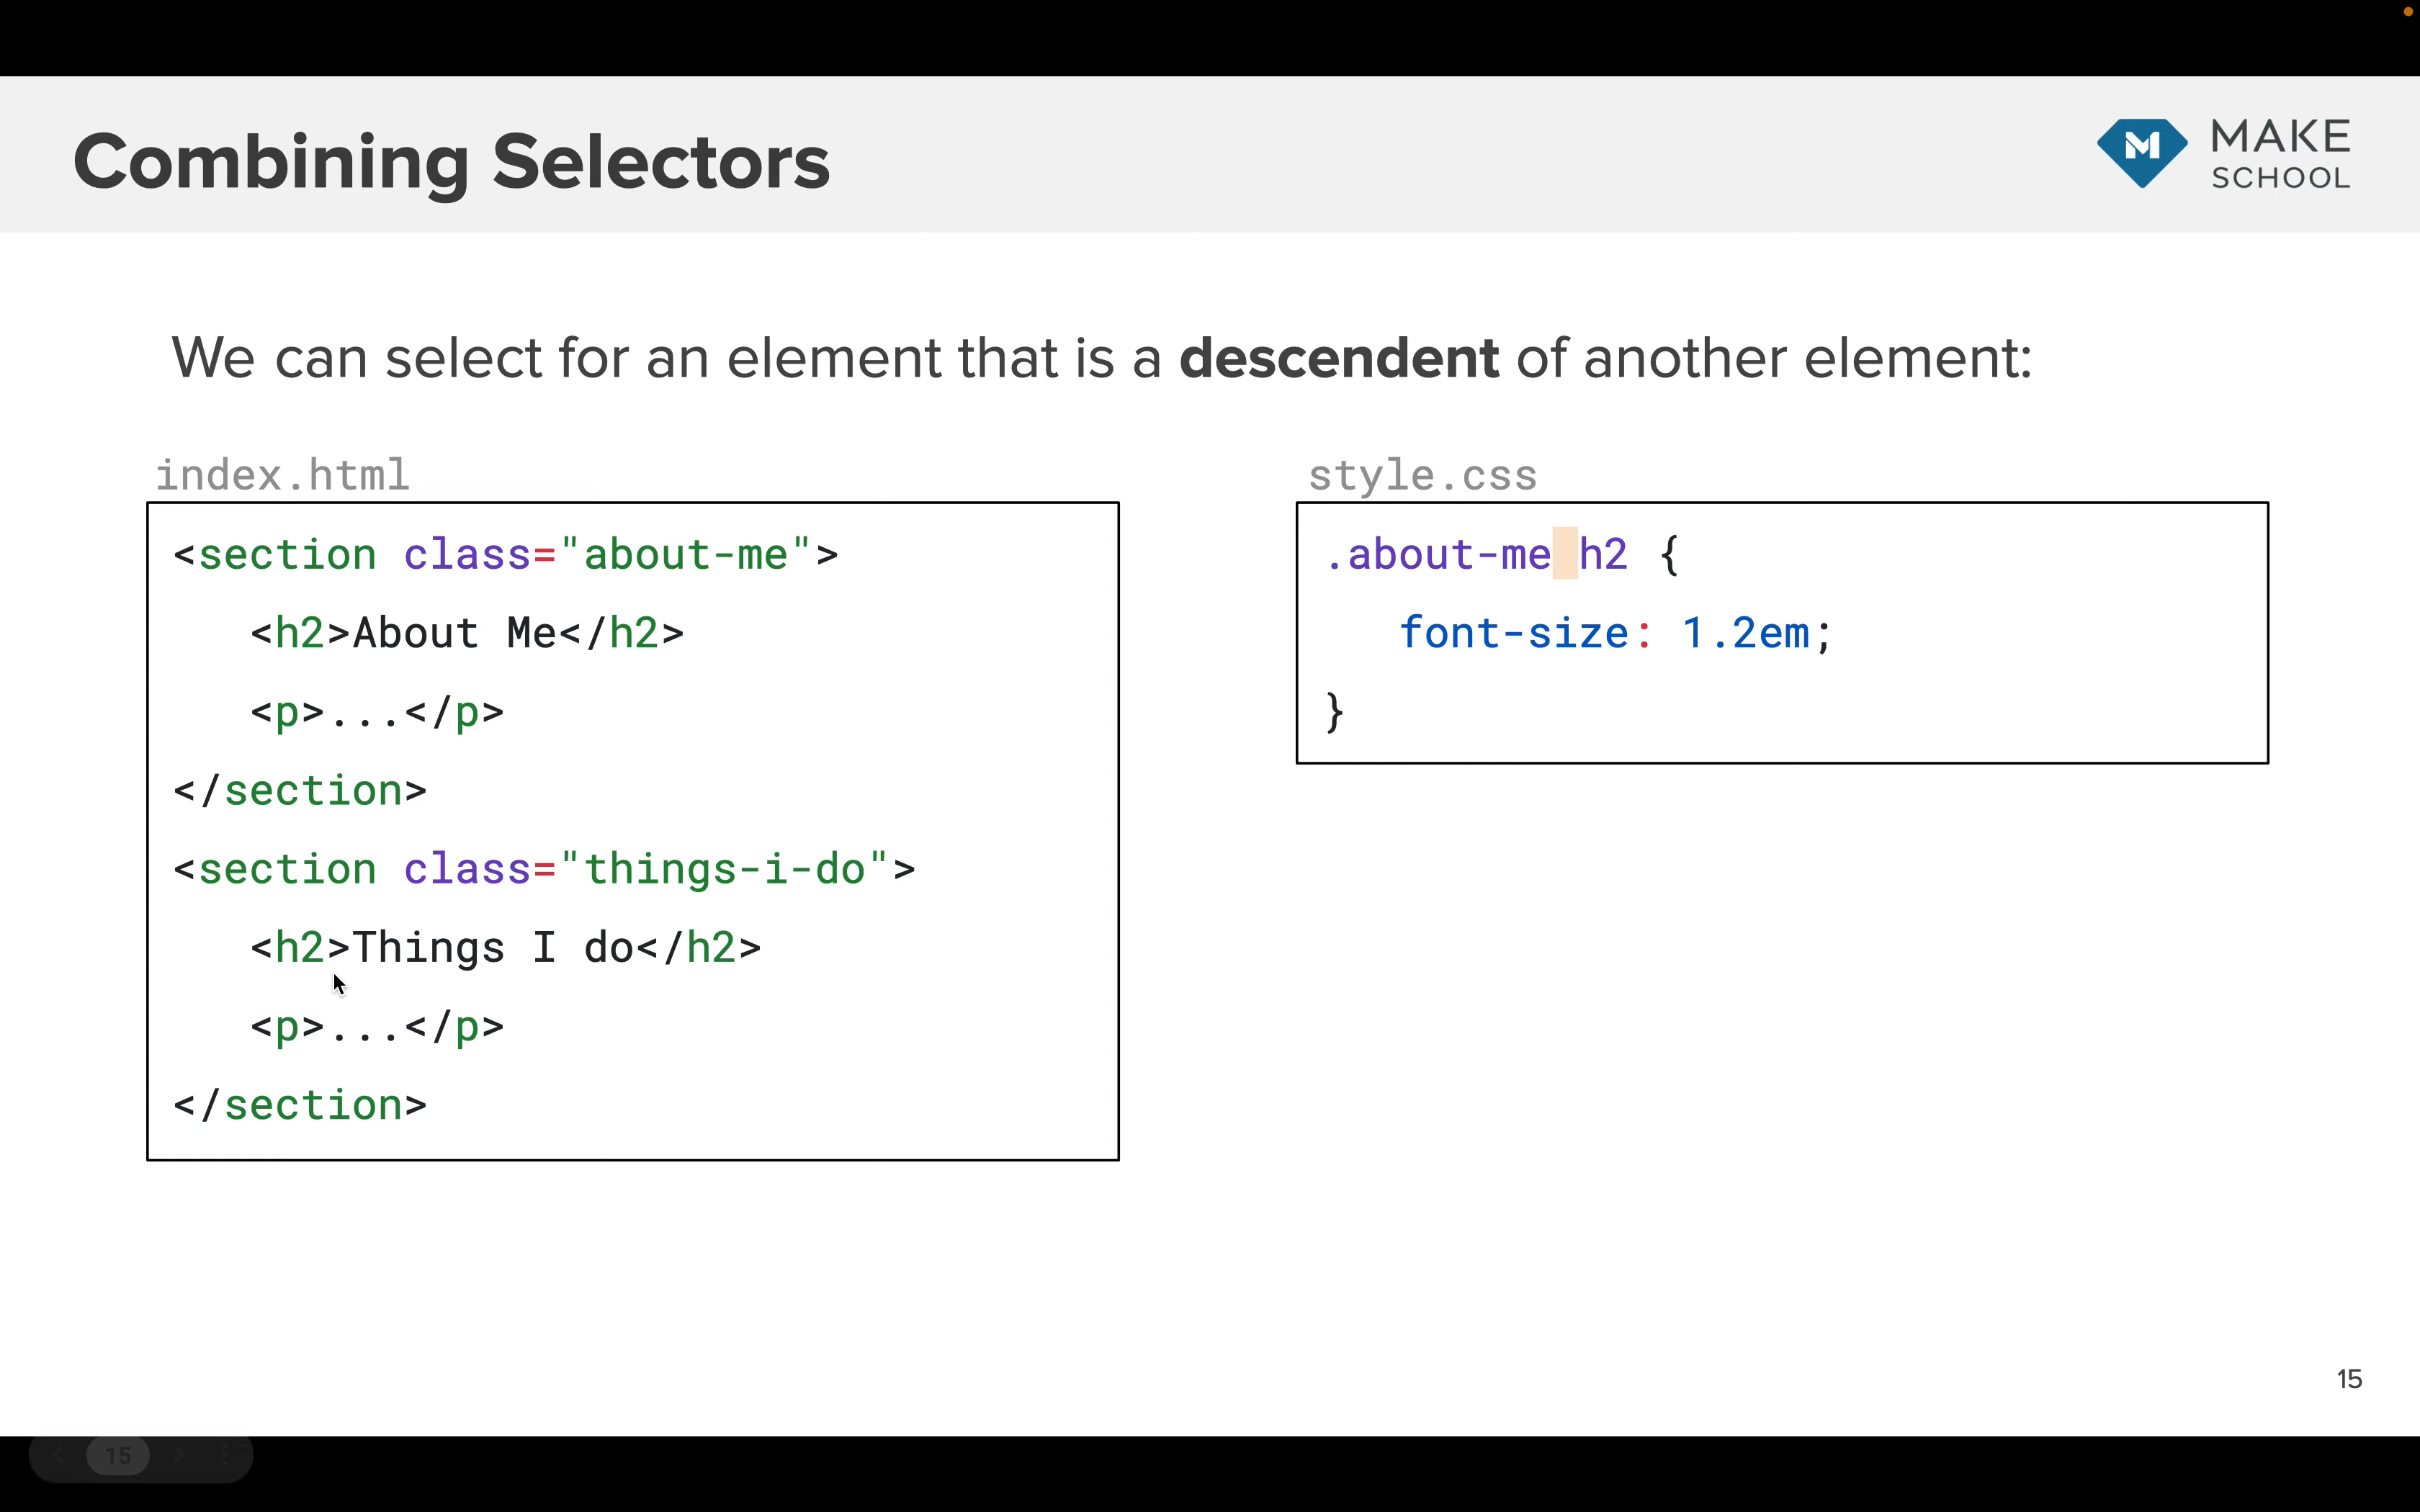 Combining Selectors
MAKE
SCHOOL
We can select for an element that is a descendent of another element:
index.html
<section class="about-me">
<h2>About Me</h2>
<p>...</p>
</section>
<section class="things-i-do">
<h2>Things I do</h2>
<p>...</p>
</section>
style.css
.about-me h2 {
font-size: 1.2em;
}
15
15